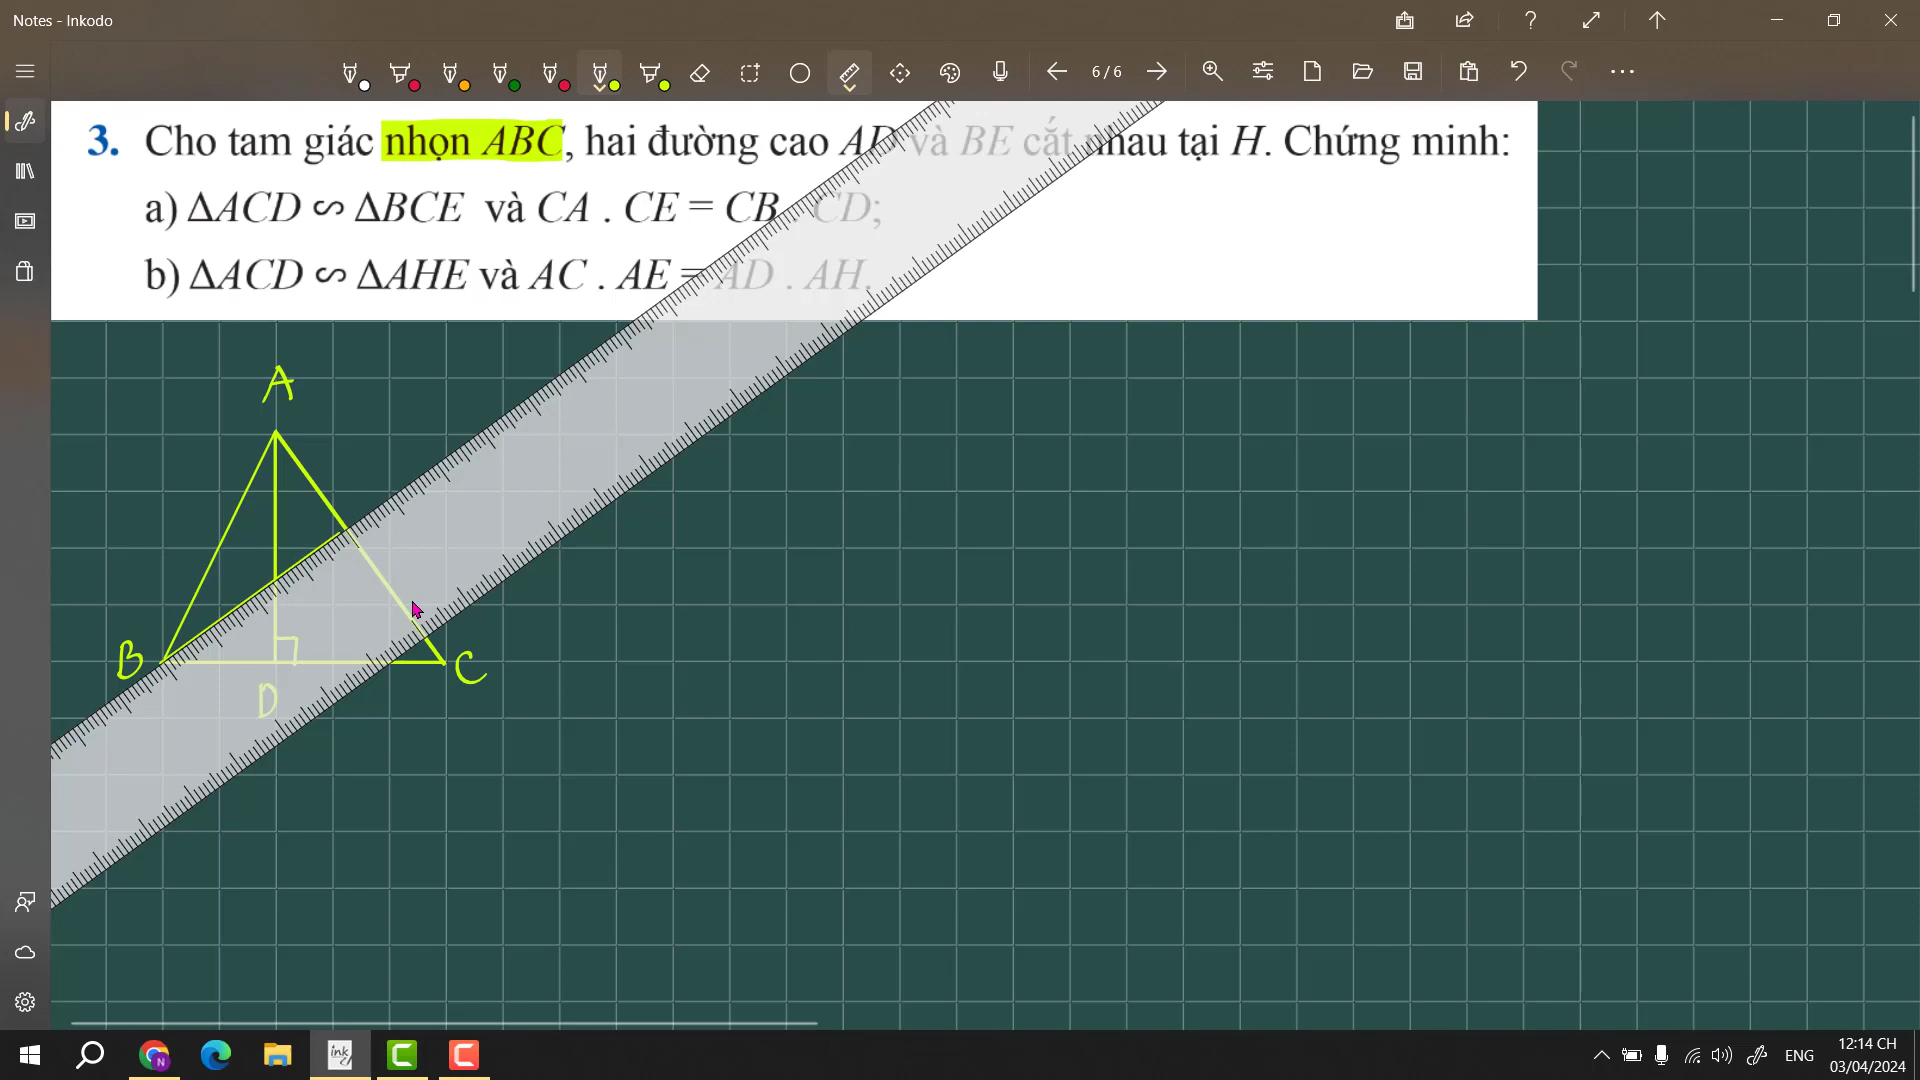 Notes - Inkodo
6 / 6
3. Cho tam giác nhọn ABC, hai đường cao AD và BE cắt nhau tại H. Chứng minh:
a) ΔACD ∽ ΔBCE và CA . CE = CB . CD;
b) ΔACD ∽ ΔAHE và AC . AE = AD . AH.
A
B
C
D
ink
N
ENG
12:14 CH
03/04/2024